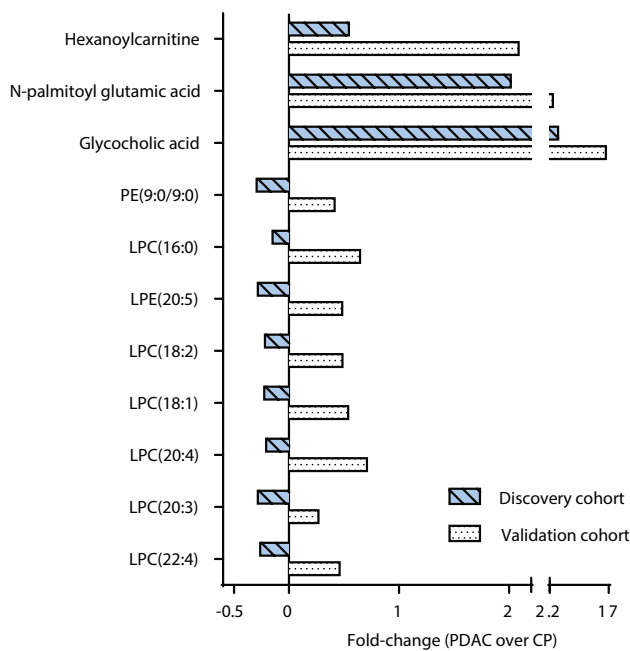 Hexanoylcarnitine
N-palmitoyl glutamic acid
Glycocholic acid
PE(9:0/9:0)
LPC(16:0)
LPE(20:5)
LPC(18:2)
LPC(18:1)
LPC(20:4)
LPC(20:3)
LPC(22:4)
Discovery cohort
Validation cohort
-0.5 0 1 2 2.2 17
Fold-change (PDAC over CP)